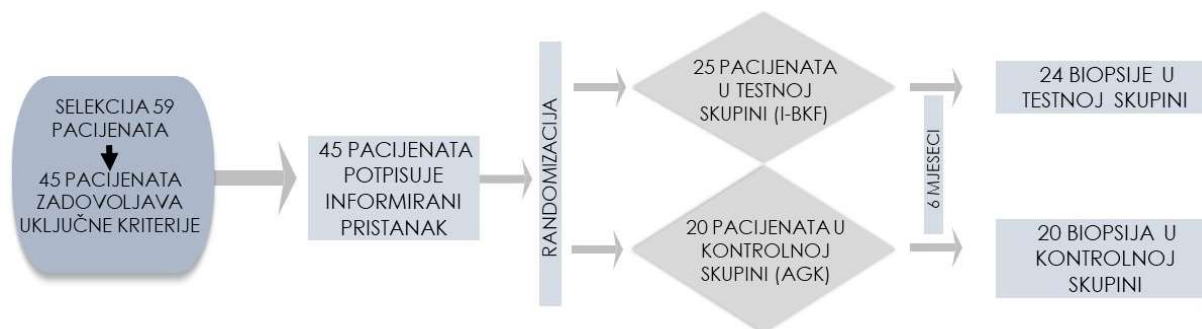 SELEKCIJA 59
PACIJENATA
45 PACIJENATA
ZADOVOLJAVA
UKLJUČNE KRITERIJE
45 PACIJENATA
POTPISUJE
INFORMIRANI
PRISTANAK
RANDOMIZACIJA
25 PACIJENATA
U TESTNOJ
SKUPINI (I-BKF)
20 PACIJENATA U
KONTROLNOJ
SKUPINI (AGK)
6 MJESECI
24 BIOPSIJE U
TESTNOJ SKUPINI
20 BIOPSIJA U
KONTROLNOJ
SKUPINI